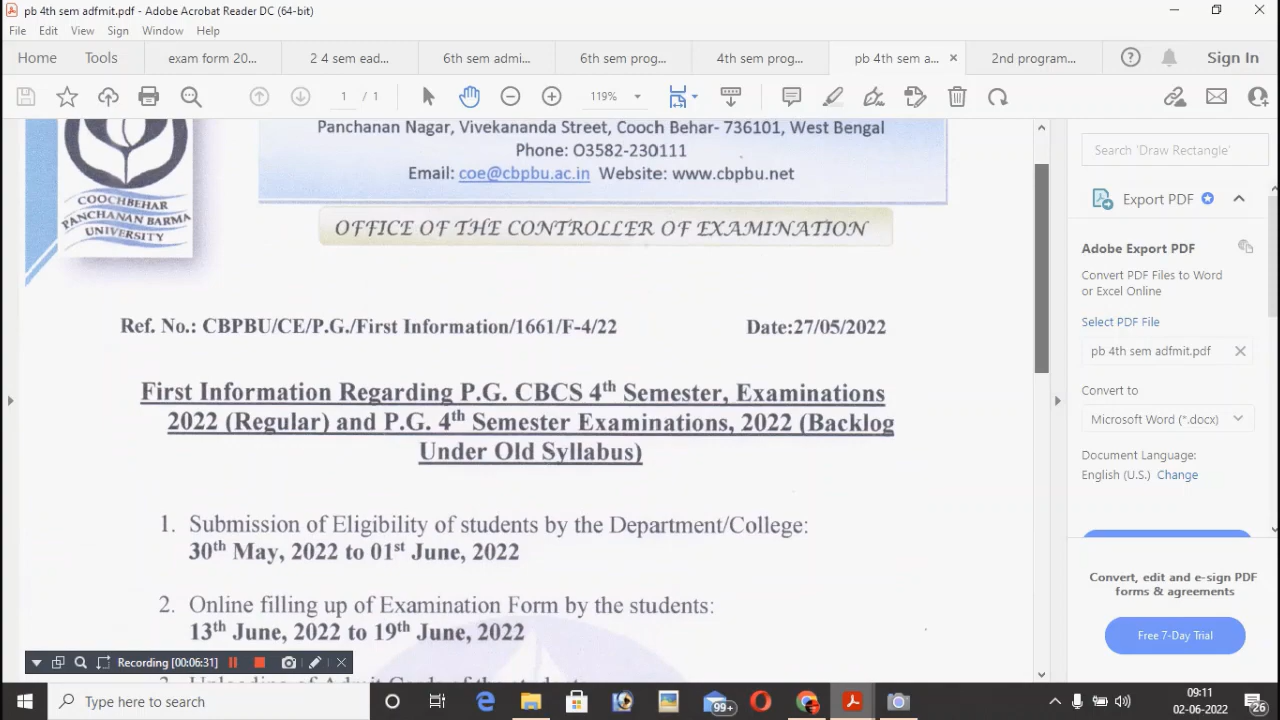 pb 4th sem adfmit.pdf - Adobe Acrobat Reader DC (64-bit)
File Edit View Sign Window Help
Home Tools exam form 20... 2 4 sem ead... 6th sem admi... 6th sem prog... 4th sem prog... pb 4th sem a... 2nd program... Sign In
1 / 1 119%
COOCHBEHAR
PANCHANAN BARMA
UNIVERSITY
Panchanan Nagar, Vivekananda Street, Cooch Behar- 736101, West Bengal
Phone: O3582-230111
Email: coe@cbpbu.ac.in Website: www.cbpbu.net
OFFICE OF THE CONTROLLER OF EXAMINATION
Ref. No.: CBPBU/CE/P.G./First Information/1661/F-4/22 Date:27/05/2022
First Information Regarding P.G. CBCS 4th Semester, Examinations
2022 (Regular) and P.G. 4th Semester Examinations, 2022 (Backlog
Under Old Syllabus)
1. Submission of Eligibility of students by the Department/College:
30th May, 2022 to 01st June, 2022
2. Online filling up of Examination Form by the students:
13th June, 2022 to 19th June, 2022
Search 'Draw Rectangle'
Export PDF
Adobe Export PDF
Convert PDF Files to Word
or Excel Online
Select PDF File
pb 4th sem adfmit.pdf
Convert to
Microsoft Word (*.docx)
Document Language:
English (U.S.) Change
Convert, edit and e-sign PDF
forms & agreements
Free 7-Day Trial
Recording [00:06:31]
Type here to search
99+
09:11
02-06-2022
26